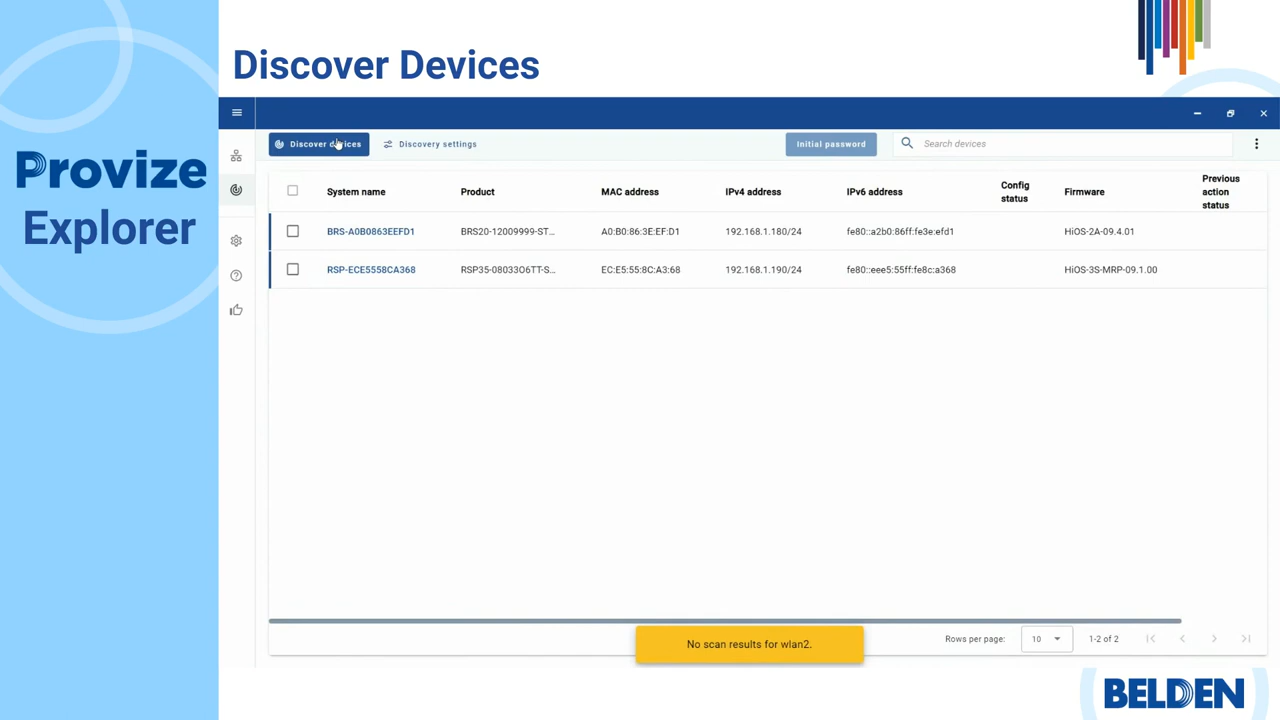 Discover Devices
Provize
Explorer
Discover devices
Discovery settings
Initial password
Search devices
System name Product MAC address IPv4 address IPv6 address Config status Firmware Previous action status
BRS-A0B0863EEFD1 BRS20-12009999-ST... A0:B0:86:3E:EF:D1 192.168.1.180/24 fe80::a2b0:86ff:fe3e:efd1 HiOS-2A-09.4.01
RSP-ECE5558CA368 RSP35-08033O6TT-S... EC:E5:55:8C:A3:68 192.168.1.190/24 fe80::eee5:55ff:fe8c:a368 HiOS-3S-MRP-09.1.00
No scan results for wlan2.
Rows per page: 10 1-2 of 2
BELDEN